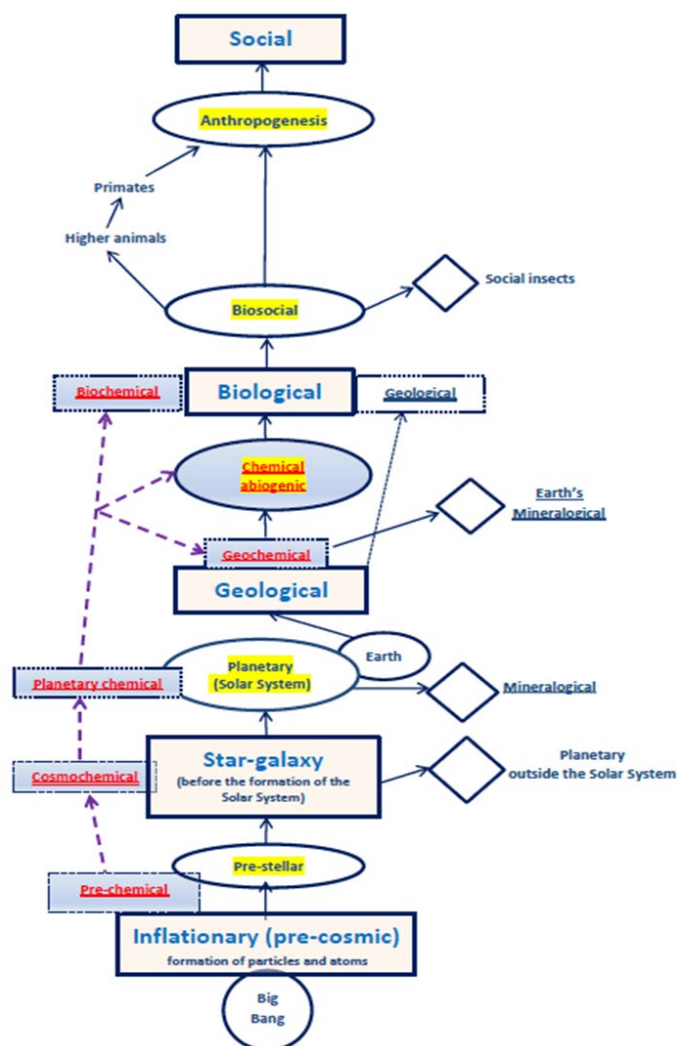 Social
Anthropogenesis
Primates
Higher animals
Social insects
Biosocial
Biochemical
Biological
Geological
Chemical
abiogenic
Earth's
Mineralogical
Geochemical
Geological
Earth
Planetary
(Solar System)
Planetary chemical
Mineralogical
Star-galaxy
(before the formation of the
Solar System)
Planetary
outside the Solar System
Cosmochemical
Pre-stellar
Pre-chemical
Inflationary (pre-cosmic)
formation of particles and atoms
Big
Bang